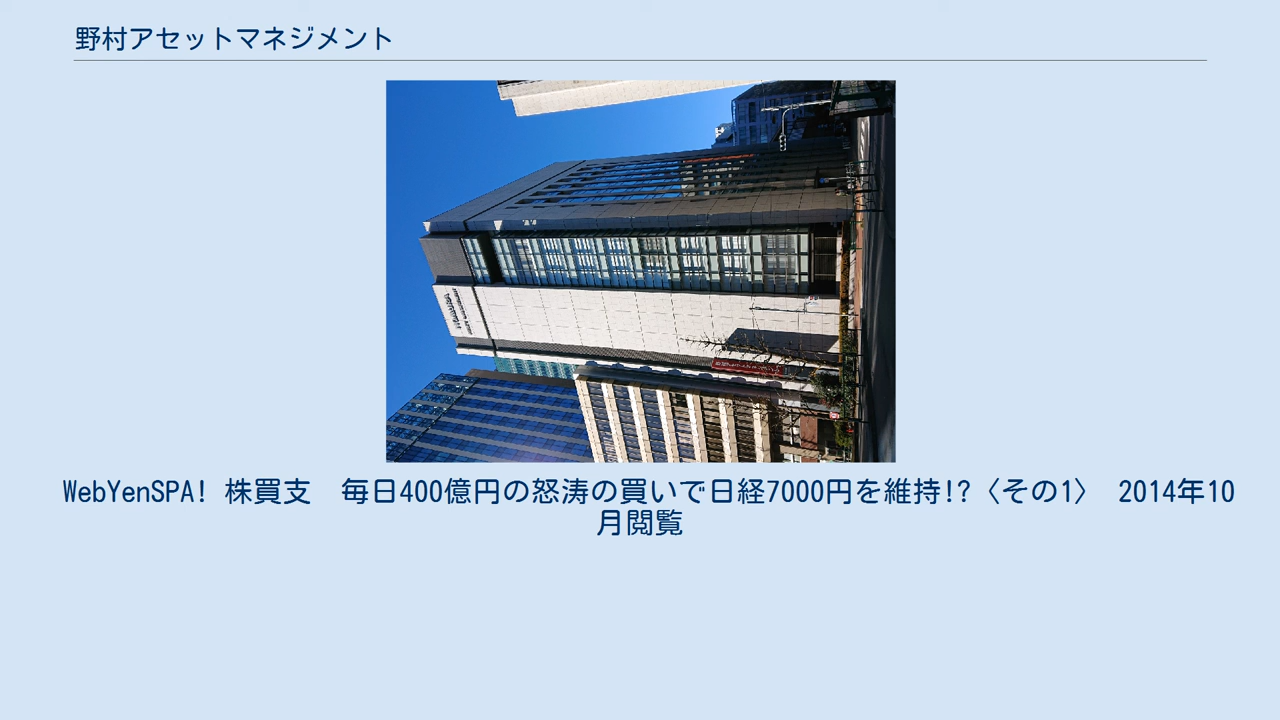 野村アセットマネジメント
WebYenSPA! 株買支　毎日400億円の怒涛の買いで日経7000円を維持!?〈その1〉 2014年10
月閲覧